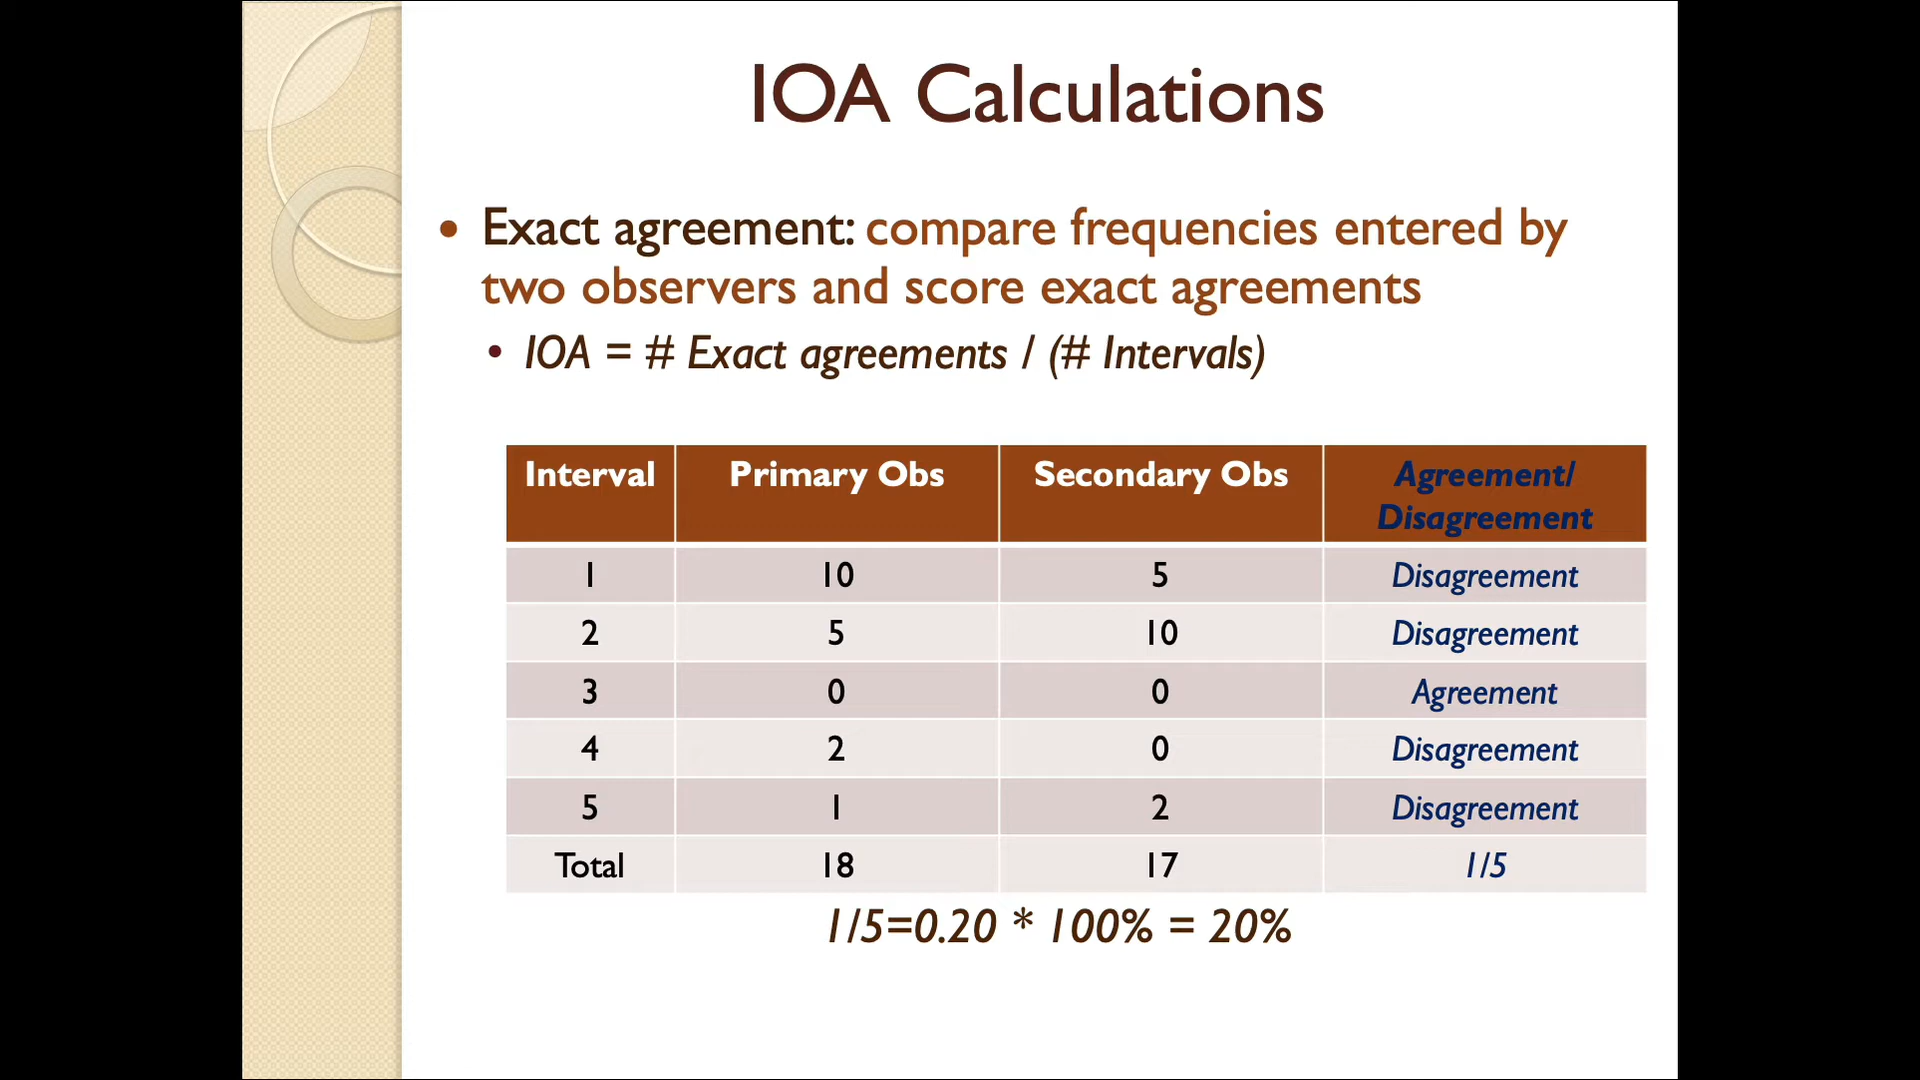 IOA Calculations
• Exact agreement: compare frequencies entered by
two observers and score exact agreements
• IOA = # Exact agreements / (# Intervals)
Interval Primary Obs Secondary Obs Agreement/
Disagreement
1 10 5 Disagreement
2 5 10 Disagreement
3 0 0 Agreement
4 2 0 Disagreement
5 1 2 Disagreement
Total 18 17 1/5
1/5=0.20 * 100% = 20%